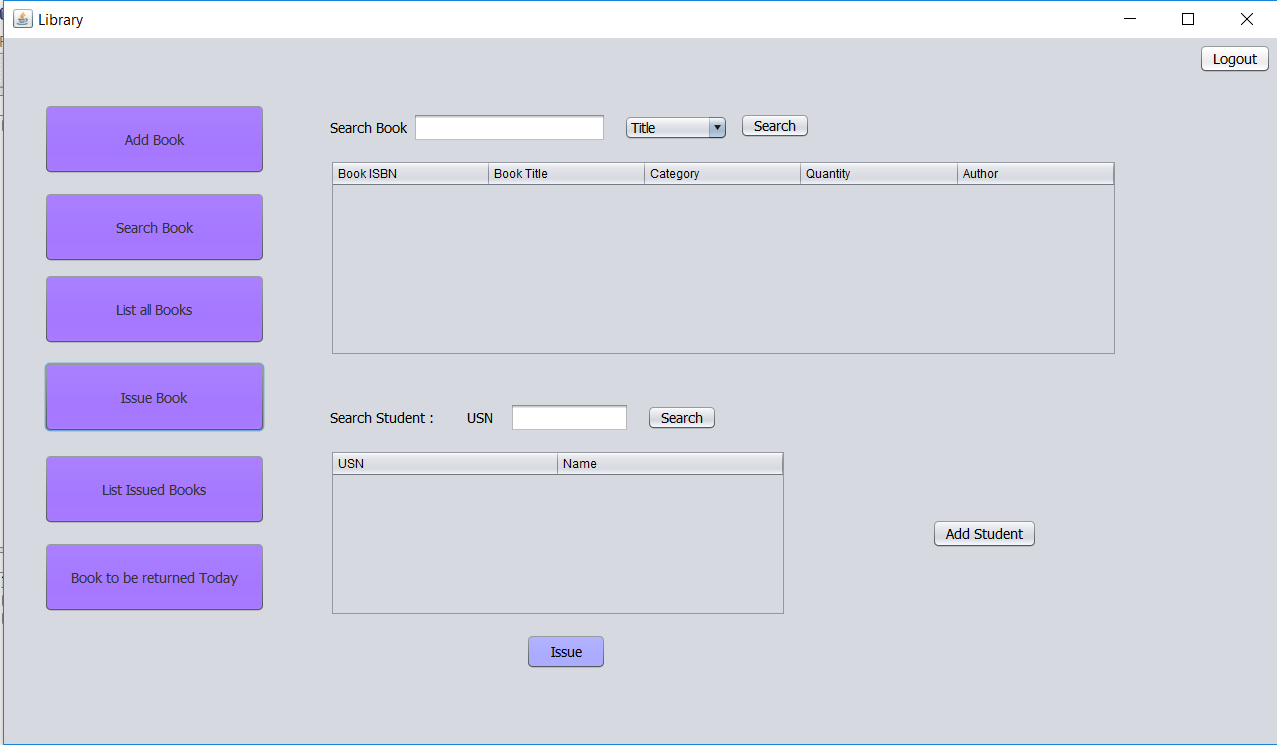 Library
Logout
Add Book
Search Book
List all Books
Issue Book
List Issued Books
Book to be returned Today
Search Book Title Search
Book ISBN Book Title Category Quantity Author
Search Student : USN Search
USN Name
Add Student
Issue